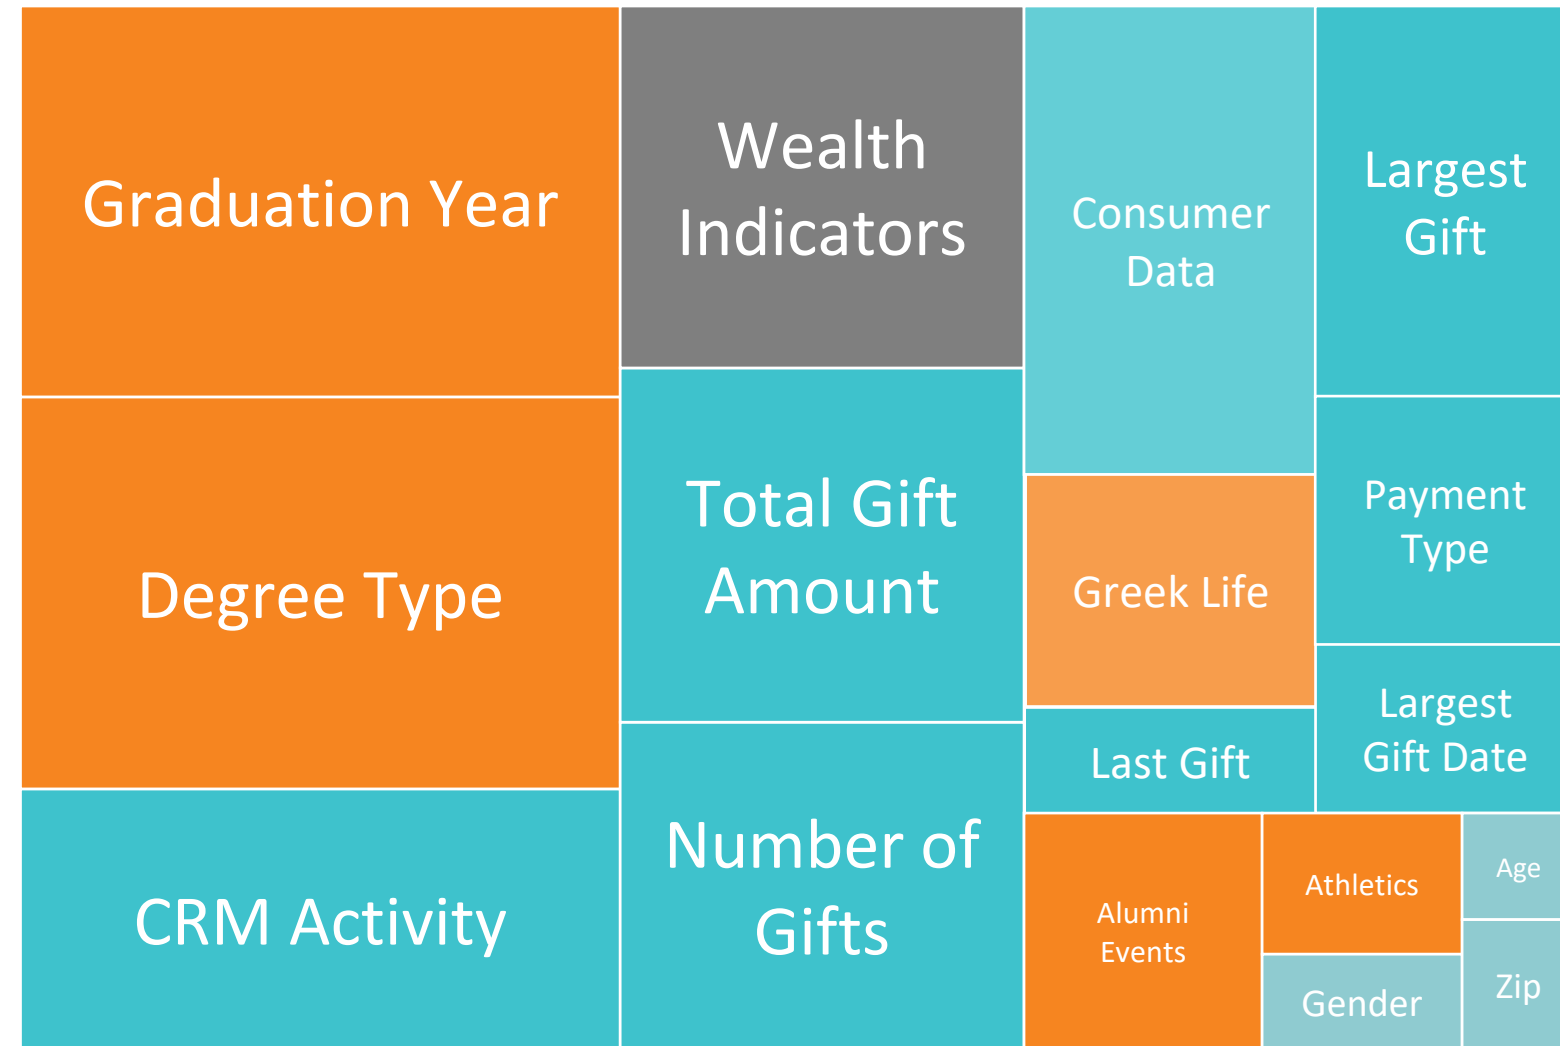 Graduation Year
Degree Type
CRM Activity
Wealth
Indicators
Total Gift
Amount
Number of
Gifts
Consumer
Data
Greek Life
Last Gift
Largest
Gift
Payment
Type
Largest
Gift Date
Alumni
Events
Athletics
Gender
Age
Zip